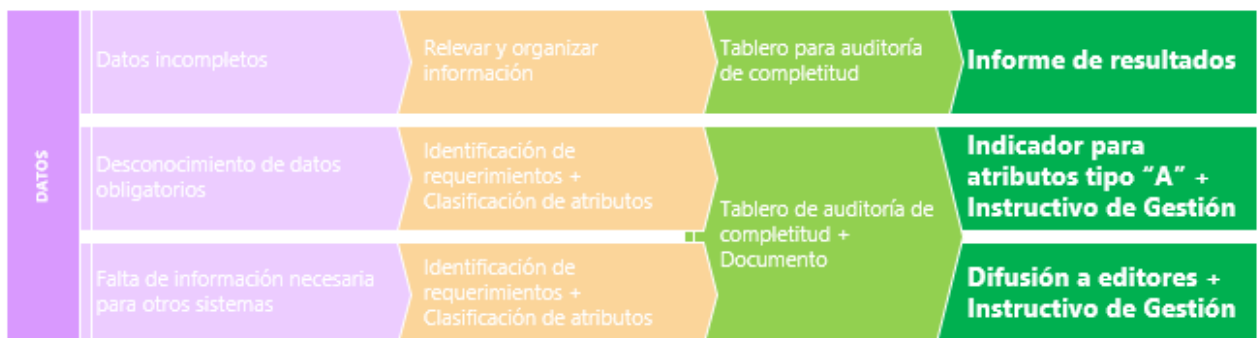 DATOS
Datos incompletos
Relevar y organizar
información
Tablero para auditoría
de completitud
Informe de resultados
Desconocimiento de datos
obligatorios
Identificación de
requerimientos +
Clasificación de atributos
Tablero de auditoría de
completitud +
Documento
Indicador para
atributos tipo “A” +
Instructivo de Gestión
Falta de información necesaria
para otros sistemas
Identificación de
requerimientos +
Clasificación de atributos
Difusión a editores +
Instructivo de Gestión